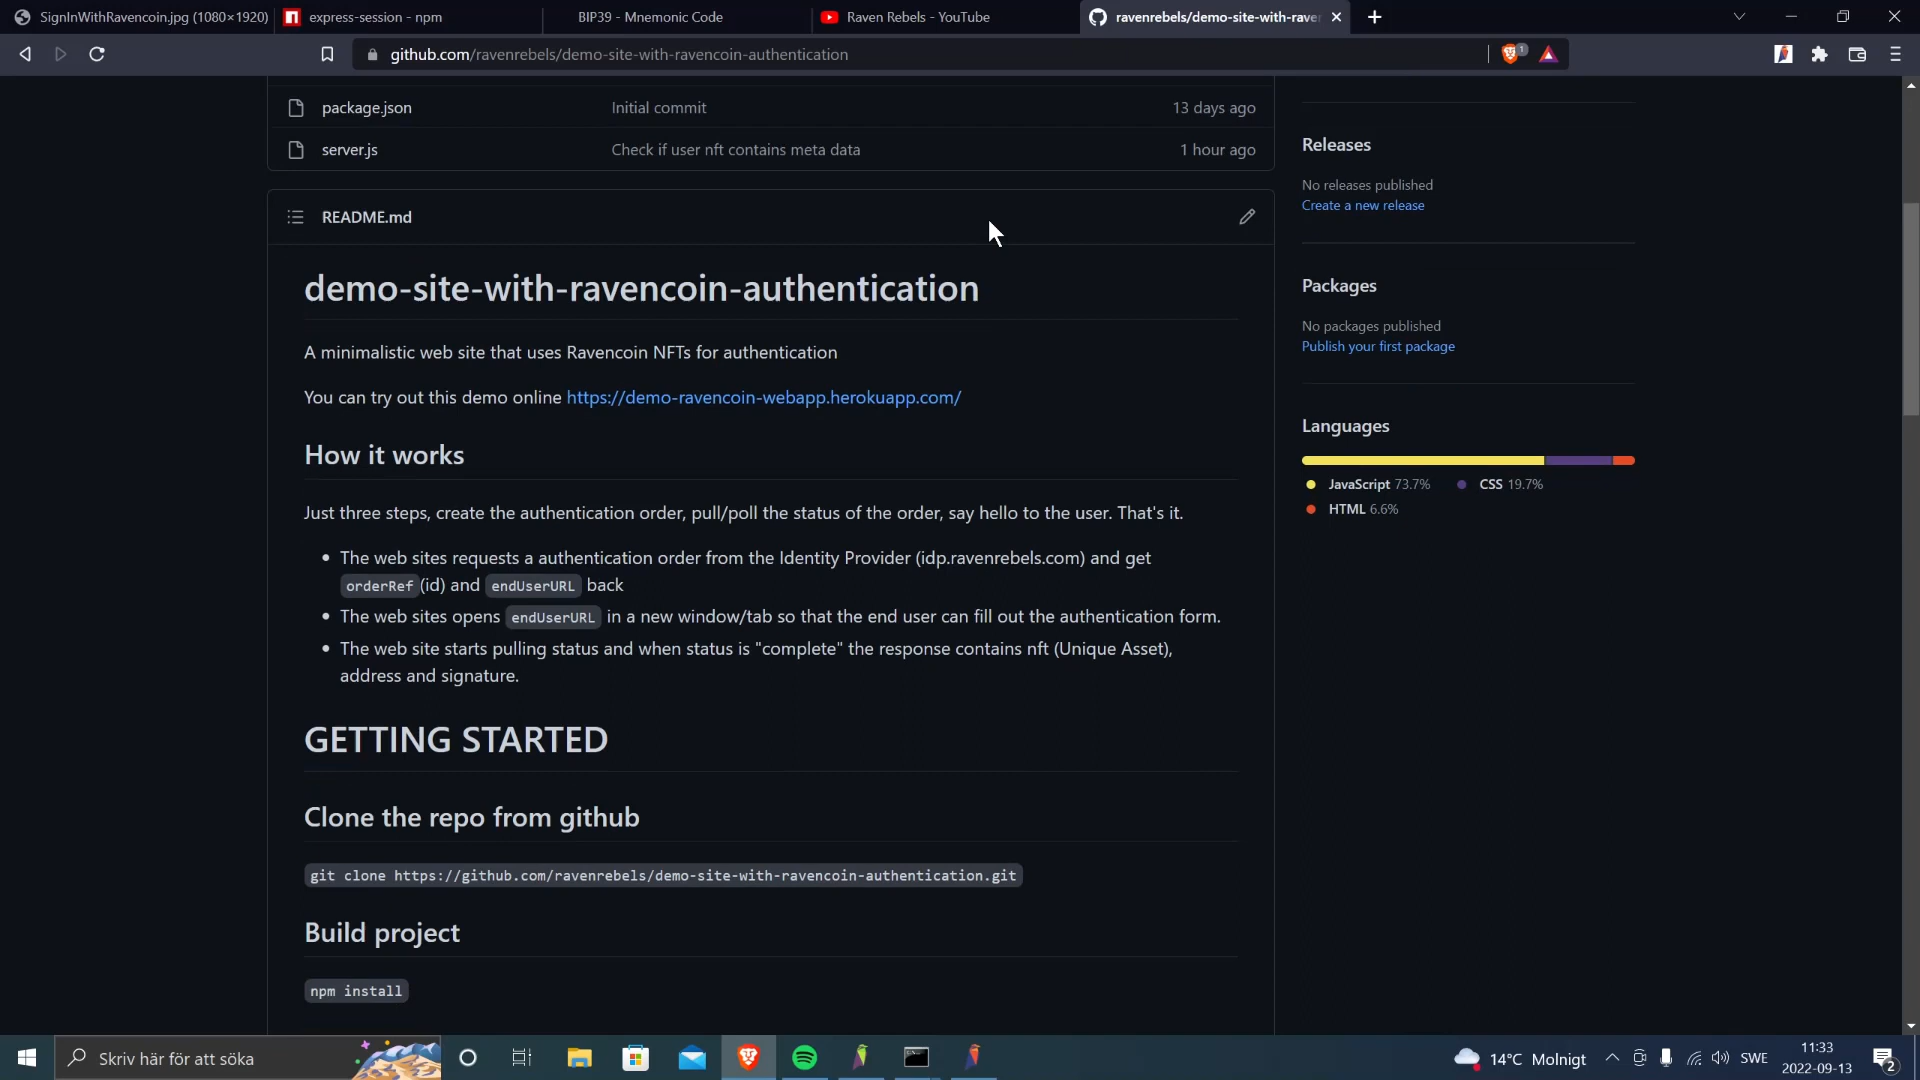 SignInWithRavencoin.jpg (1080×1920)
express-session - npm
BIP39 - Mnemonic Code
Raven Rebels - YouTube
ravenrebels/demo-site-with-rave
github.com/ravenrebels/demo-site-with-ravencoin-authentication
1
package.json Initial commit 13 days ago
server.js Check if user nft contains meta data 1 hour ago
README.md
demo-site-with-ravencoin-authentication
A minimalistic web site that uses Ravencoin NFTs for authentication
You can try out this demo online https://demo-ravencoin-webapp.herokuapp.com/
How it works
Just three steps, create the authentication order, pull/poll the status of the order, say hello to the user. That's it.
• The web sites requests a authentication order from the Identity Provider (idp.ravenrebels.com) and get
orderRef (id) and endUserURL back
• The web sites opens endUserURL in a new window/tab so that the end user can fill out the authentication form.
• The web site starts pulling status and when status is "complete" the response contains nft (Unique Asset),
address and signature.
GETTING STARTED
Clone the repo from github
git clone https://github.com/ravenrebels/demo-site-with-ravencoin-authentication.git
Build project
npm install
Releases
No releases published
Create a new release
Packages
No packages published
Publish your first package
Languages
JavaScript 73.7% CSS 19.7%
HTML 6.6%
Skriv här för att söka
14°C Molnigt
SWE
11:33
2022-09-13
2